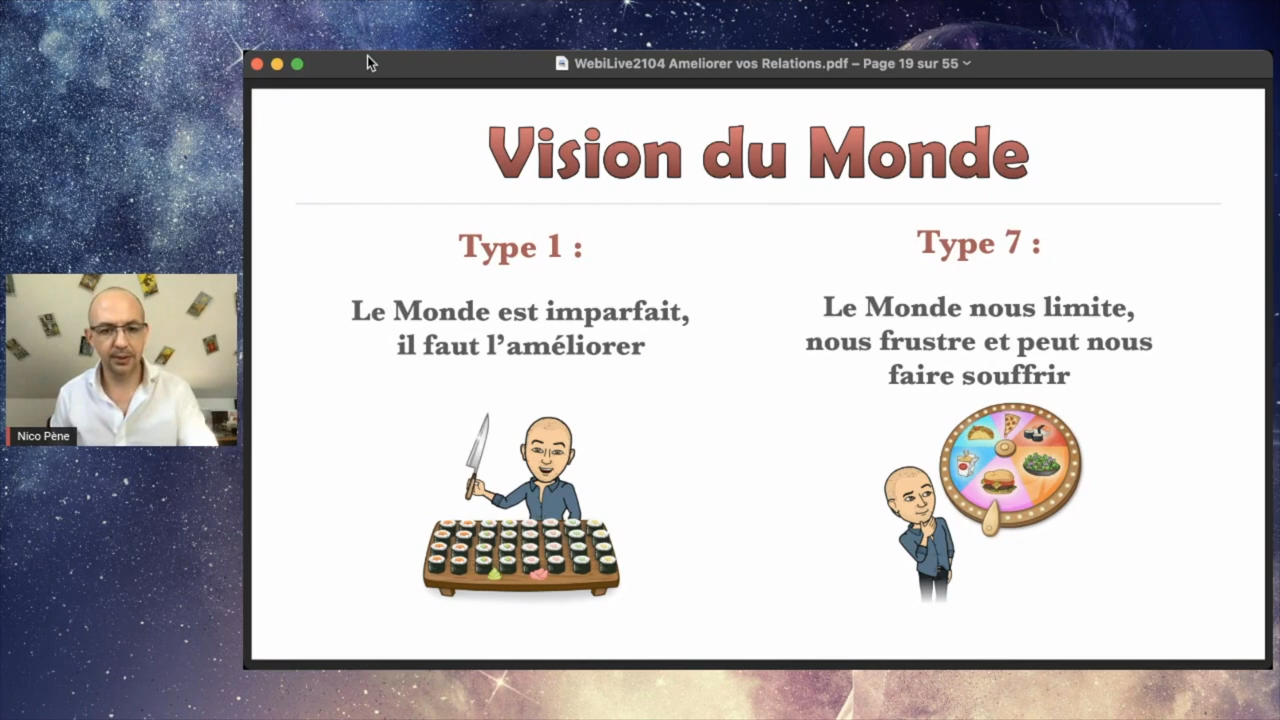 WebiLive2104 Ameliorer vos Relations.pdf – Page 19 sur 55
Vision du Monde
Type 1 :
Le Monde est imparfait,
il faut l’améliorer
Type 7 :
Le Monde nous limite,
nous frustre et peut nous
faire souffrir
Nico Pène